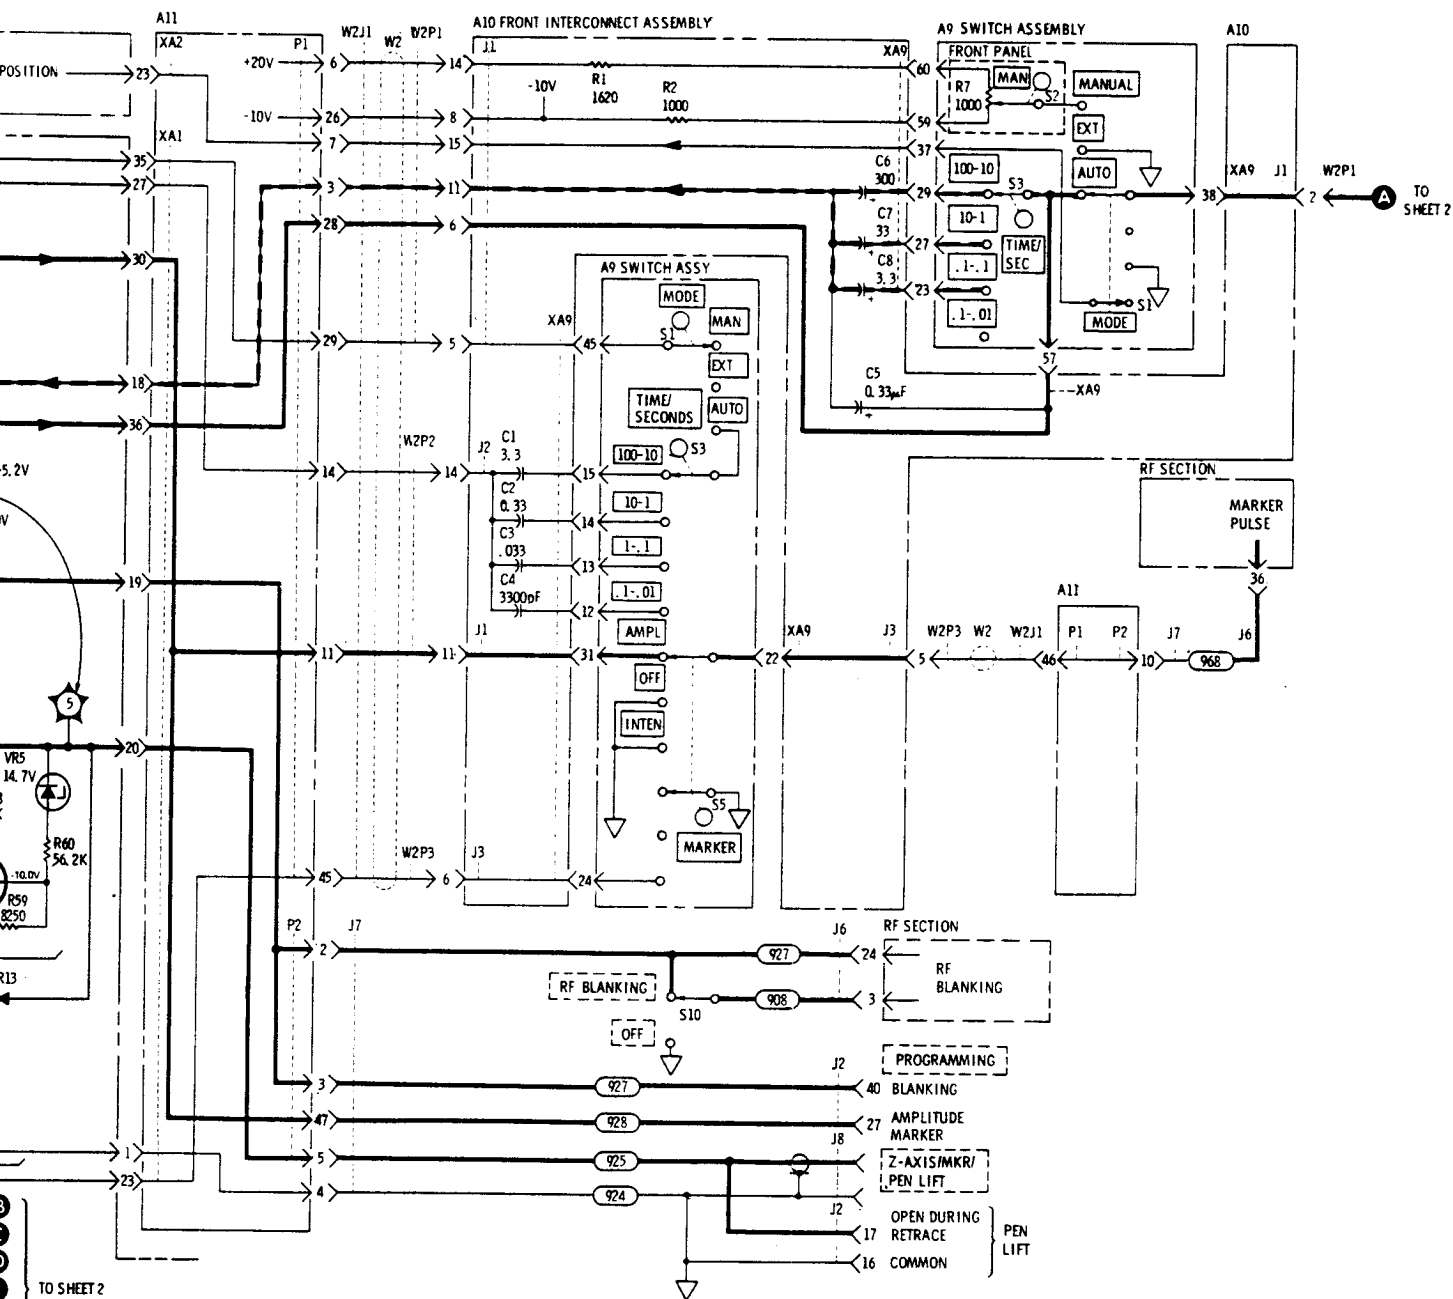 A11
XA2
P1
W2J1
W2
W2P1
A10 FRONT INTERCONNECT ASSEMBLY
J1
XA9
A9 SWITCH ASSEMBLY
A10
FRONT PANEL
POSITION
23
+20V
6
14
R1
1620
60
R7
1000
MAN
S2
MANUAL
-10V
R2
1000
-10V
26
8
59
EXT
XA1
7
15
37
35
27
3
11
C6
300
29
100-10
S3
AUTO
38
XA9
J1
2
W2P1
A
TO
SHEET 2
28
6
C7
33
27
10-1
TIME/
SEC
30
C8
3.3
23
.1-.1
.1-.01
S1
MODE
A9 SWITCH ASSY
MODE
XA9
S1
MAN
29
5
45
57
EXT
18
C5
0.33µF
XA9
TIME/
SECONDS
AUTO
36
W2P2
J2
C1
3.3
S3
100-10
5.2V
14
14
15
RF SECTION
V
C2
0.33
14
10-1
MARKER
PULSE
C3
.033
13
1-.1
19
C4
3300pF
12
.1-.01
36
A11
J1
AMPL
XA9
J3
W2P3
W2
W2J1
P1
P2
J7
J6
11
11
31
22
5
46
10
968
OFF
5
INTEN
20
VR5
14.7V
S5
R60
56.2K
MARKER
W2P3
J3
-10.0V
45
6
24
R59
8250
P2
J7
J6
RF SECTION
2
927
24
RF
BLANKING
R13
RF BLANKING
908
3
S10
OFF
J2
PROGRAMMING
3
927
40
BLANKING
47
928
27
AMPLITUDE
MARKER
J8
1
5
925
Z-AXIS/MKR/
PEN LIFT
23
4
924
J2
OPEN DURING
17
RETRACE
PEN
LIFT
16
COMMON
TO SHEET 2